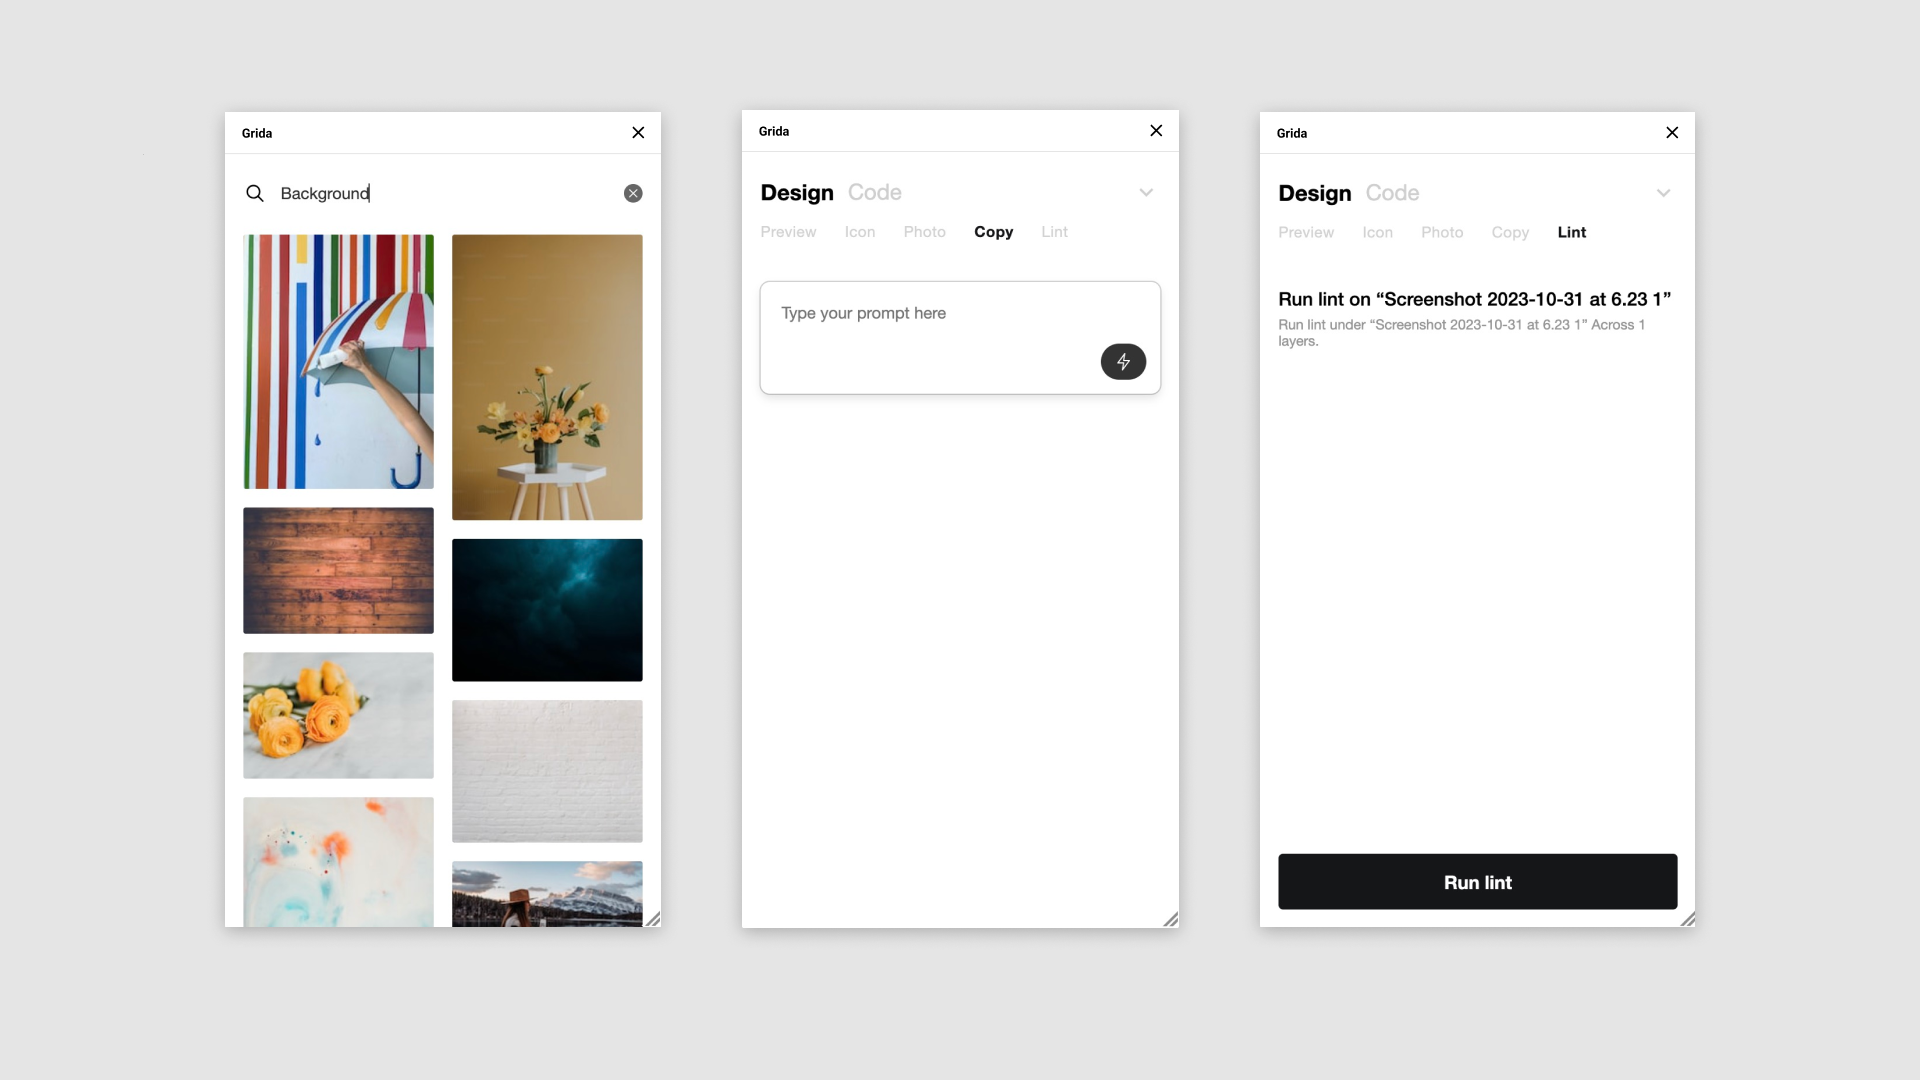 Grida
Background
Grida
Design Code
Preview Icon Photo Copy Lint
Type your prompt here
Grida
Design Code
Preview Icon Photo Copy Lint
Run lint on “Screenshot 2023-10-31 at 6.23 1”
Run lint under “Screenshot 2023-10-31 at 6.23 1” Across 1
layers.
Run lint